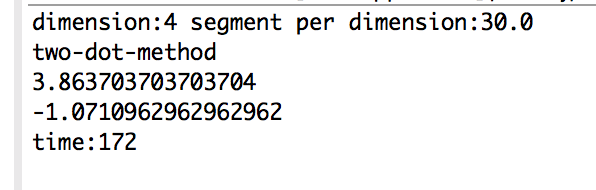 dimension:4 segment per dimension:30.0
two-dot-method
3.863703703703704
-1.0710962962962962
time:172